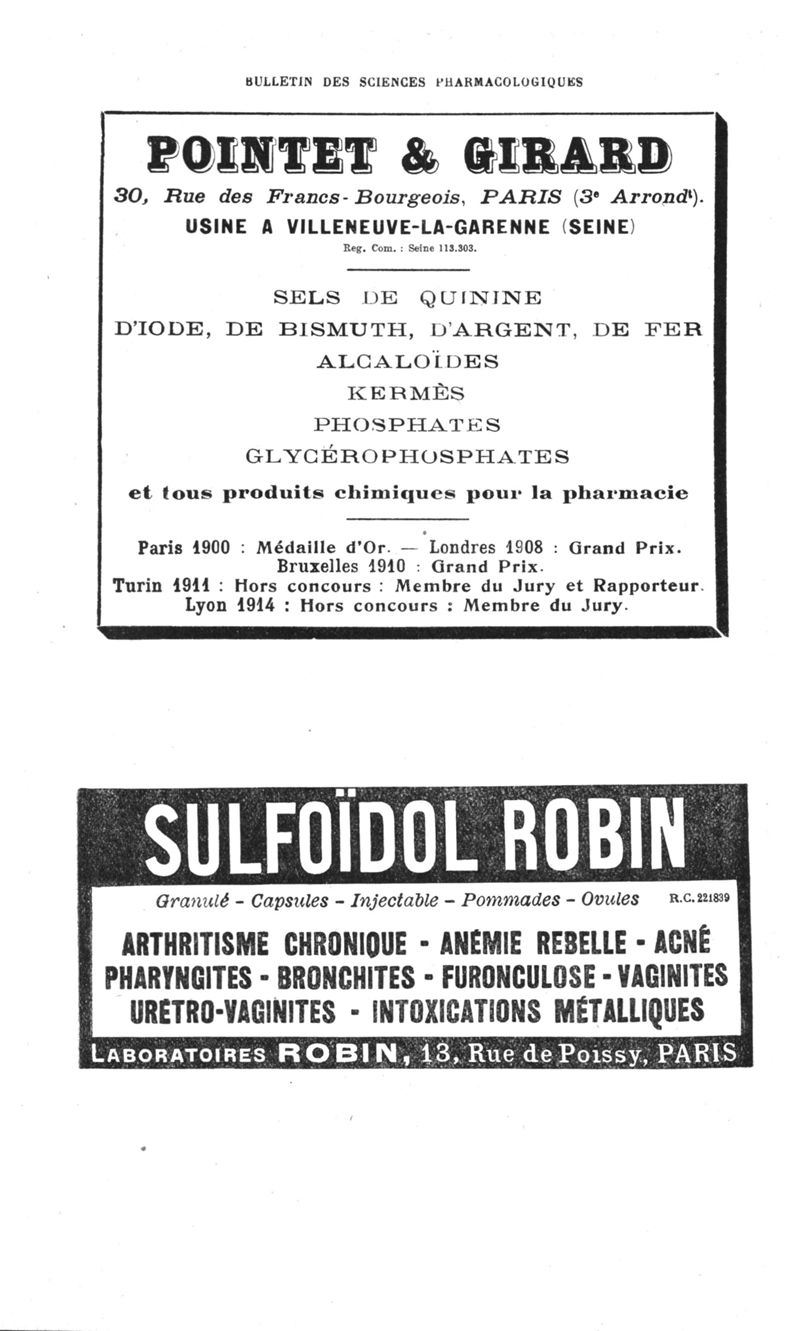 BULLETIN DES SCIENCES PHARMACOLOGIQUES
POINTET & GIRARD
30, Rue des Francs-Bourgeois, PARIS (3e Arrondt).
USINE A VILLENEUVE-LA-GARENNE (SEINE)
Reg. Com. : Seine 113.303.
SELS DE QUININE
D'IODE, DE BISMUTH, D'ARGENT, DE FER
ALCALOÏDES
KERMÈS
PHOSPHATES
GLYCÉROPHOSPHATES
et tous produits chimiques pour la pharmacie
Paris 1900 : Médaille d'Or. — Londres 1908 : Grand Prix.
Bruxelles 1910 : Grand Prix.
Turin 1911 : Hors concours : Membre du Jury et Rapporteur.
Lyon 1914 : Hors concours : Membre du Jury.
SULFOÏDOL ROBIN
Granulé - Capsules - Injectable - Pommades - Ovules R.C. 221839
ARTHRITISME CHRONIQUE - ANÉMIE REBELLE - ACNÉ
PHARYNGITES - BRONCHITES - FURONCULOSE - VAGINITES
URÉTRO-VAGINITES - INTOXICATIONS MÉTALLIQUES
LABORATOIRES ROBIN, 13, Rue de Poissy, PARIS